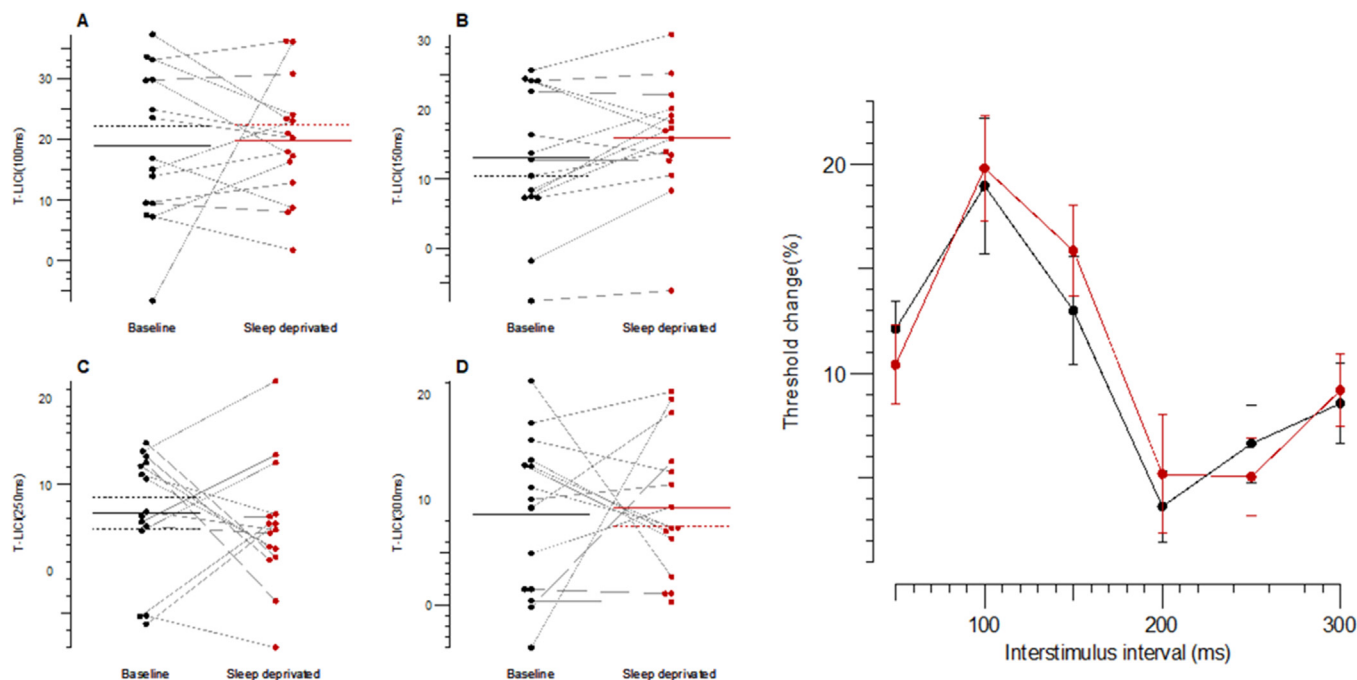 A
T-LICI(100ms)
30
20
10
0
Baseline
Sleep deprivated
B
T-LICI(150ms)
30
20
10
0
Baseline
Sleep deprivated
C
T-LICI(250ms)
20
10
0
Baseline
Sleep deprivated
D
T-LICI(300ms)
20
10
0
Baseline
Sleep deprivated
Threshold change(%)
20
10
100
200
300
Interstimulus interval (ms)